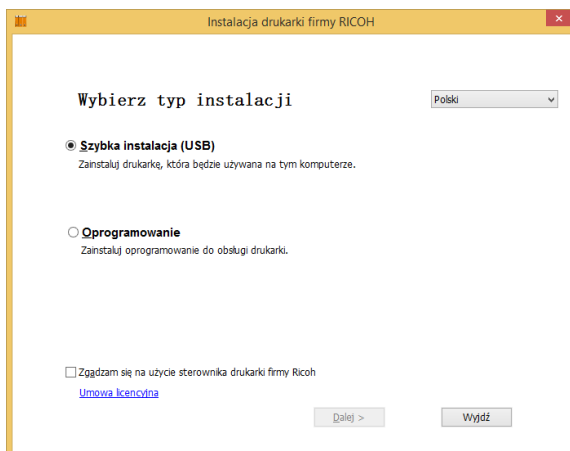 Instalacja drukarki firmy RICOH
Wybierz typ instalacji
Polski
Szybka instalacja (USB)
Zainstaluj drukarkę, która będzie używana na tym komputerze.
Oprogramowanie
Zainstaluj oprogramowanie do obsługi drukarki.
Zgadzam się na użycie sterownika drukarki firmy Ricoh
Umowa licencyjna
Dalej > Wyjdź